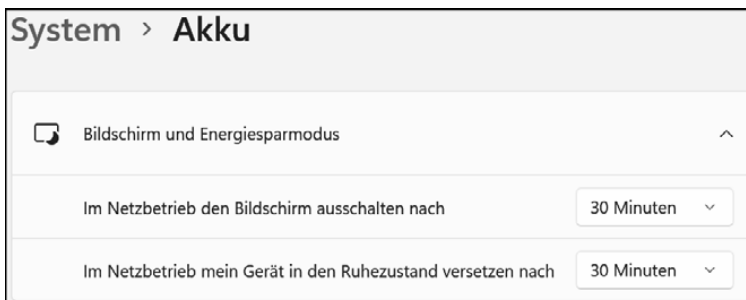 System > Akku
Bildschirm und Energiesparmodus
Im Netzbetrieb den Bildschirm ausschalten nach 30 Minuten
Im Netzbetrieb mein Gerät in den Ruhezustand versetzen nach 30 Minuten